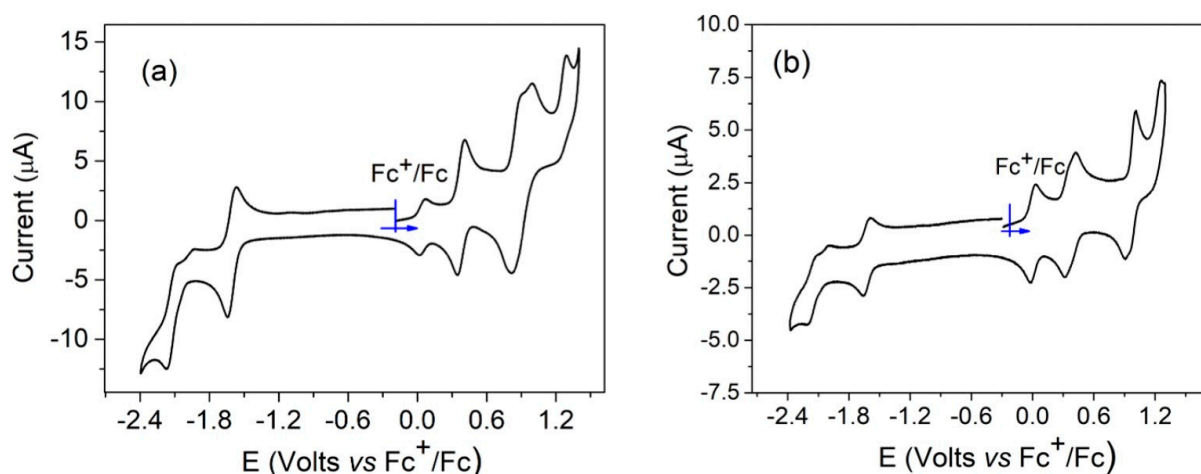 (a)
Current (µA)
15
10
5
0
-5
-10
Fc⁺/Fc
-2.4 -1.8 -1.2 -0.6 0.0 0.6 1.2
E (Volts vs Fc⁺/Fc)
(b)
Current (µA)
10.0
7.5
5.0
2.5
0.0
-2.5
-5.0
-7.5
Fc⁺/Fc
-2.4 -1.8 -1.2 -0.6 0.0 0.6 1.2
E (Volts vs Fc⁺/Fc)